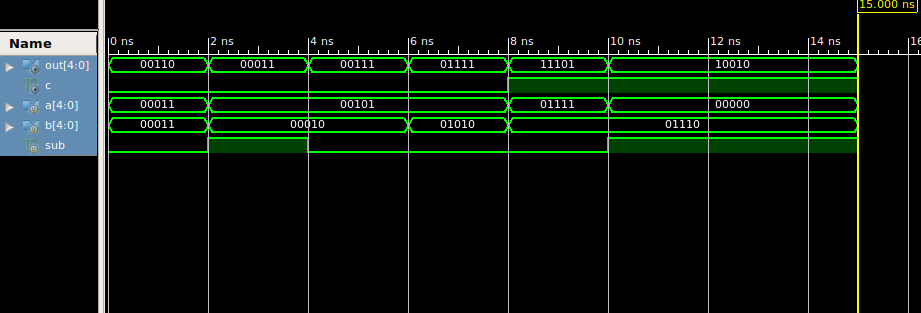 15.000 ns
Name
0 ns 2 ns 4 ns 6 ns 8 ns 10 ns 12 ns 14 ns 16
out[4:0] 00110 00011 00111 01111 11101 10010
c
a[4:0] 00011 00101 01111 00000
b[4:0] 00011 00010 01010 01110
sub